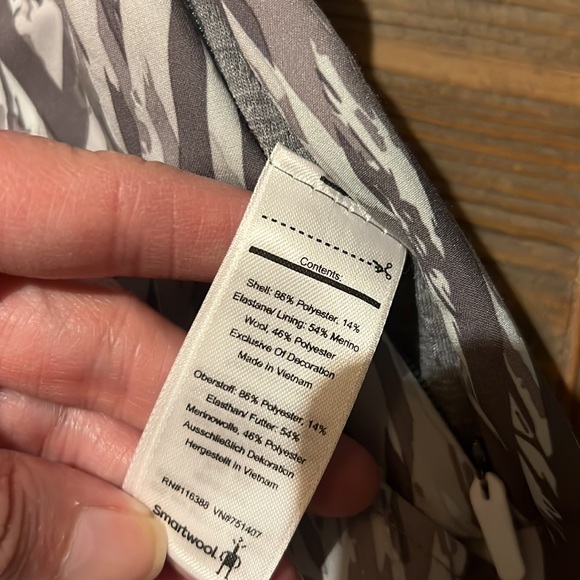 Contents:
Shell: 86% Polyester, 14%
Elastane/ Lining: 54% Merino
Wool, 46% Polyester
Exclusive Of Decoration
Made In Vietnam
Oberstoff: 86% Polyester, 14%
Elasthan/ Futter: 54%
Merinowolle, 46% Polyester
Ausschließlich Dekoration
Hergestellt In Vietnam
RN#116388 VN#751407
Smartwool